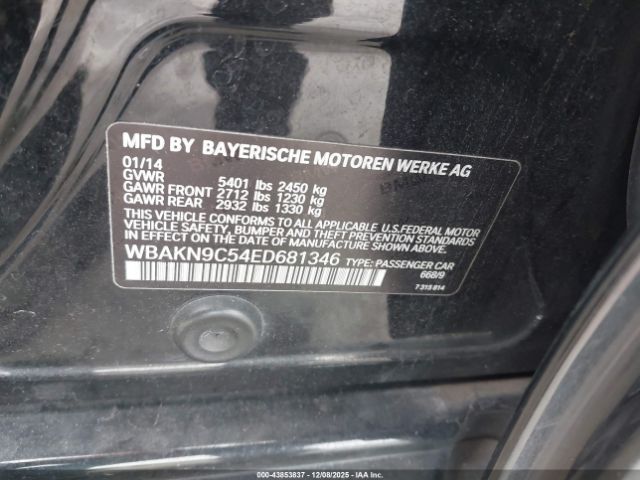 MFD BY BAYERISCHE MOTOREN WERKE AG
01/14
GVWR 5401 lbs 2450 kg
GAWR FRONT 2712 lbs 1230 kg
GAWR REAR 2932 lbs 1330 kg
THIS VEHICLE CONFORMS TO ALL APPLICABLE U.S.FEDERAL MOTOR
VEHICLE SAFETY, BUMPER AND THEFT PREVENTION STANDARDS
IN EFFECT ON THE DATE OF MANUFACTURE SHOWN ABOVE.
WBAKN9C54ED681346 TYPE: PASSENGER CAR
668/9
7 315 814
000-43853837 12/08/2025 IAA Inc.